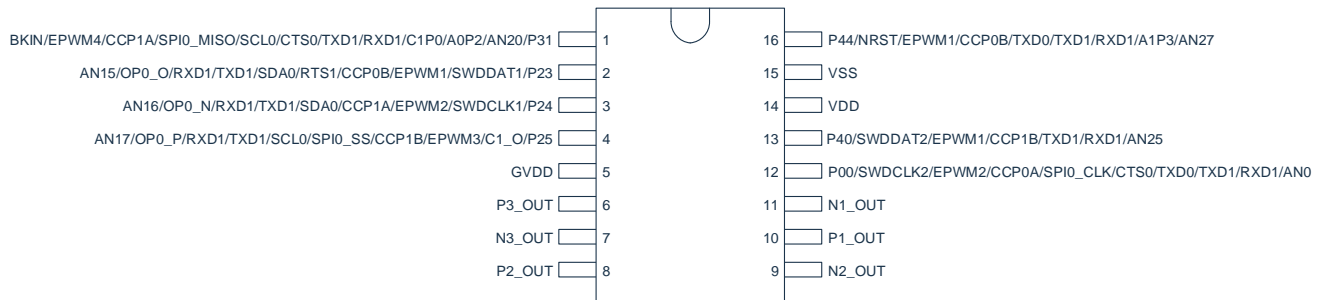 BKIN/EPWM4/CCP1A/SPI0_MISO/SCL0/CTS0/TXD1/RXD1/C1P0/A0P2/AN20/P31 1 16 P44/NRST/EPWM1/CCP0B/TXD0/TXD1/RXD1/A1P3/AN27
AN15/OP0_O/RXD1/TXD1/SDA0/RTS1/CCP0B/EPWM1/SWDDAT1/P23 2 15 VSS
AN16/OP0_N/RXD1/TXD1/SDA0/CCP1A/EPWM2/SWDCLK1/P24 3 14 VDD
AN17/OP0_P/RXD1/TXD1/SCL0/SPI0_SS/CCP1B/EPWM3/C1_O/P25 4 13 P40/SWDDAT2/EPWM1/CCP1B/TXD1/RXD1/AN25
GVDD 5 12 P00/SWDCLK2/EPWM2/CCP0A/SPI0_CLK/CTS0/TXD0/TXD1/RXD1/AN0
P3_OUT 6 11 N1_OUT
N3_OUT 7 10 P1_OUT
P2_OUT 8 9 N2_OUT